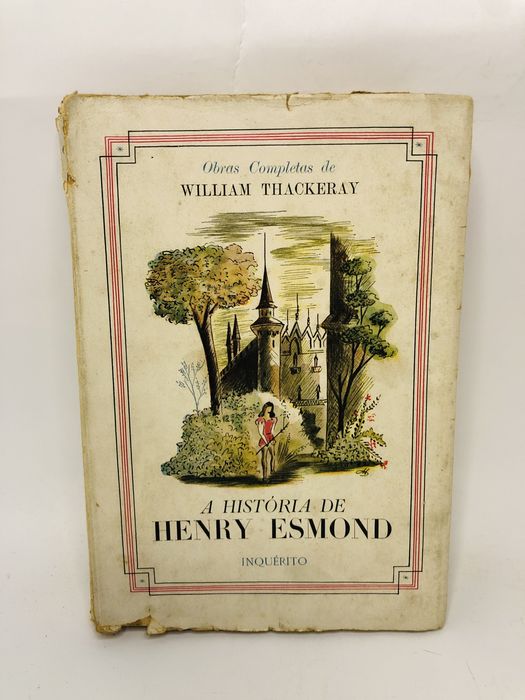 Obras Completas de
WILLIAM THACKERAY
A HISTÓRIA DE
HENRY ESMOND
INQUÉRITO